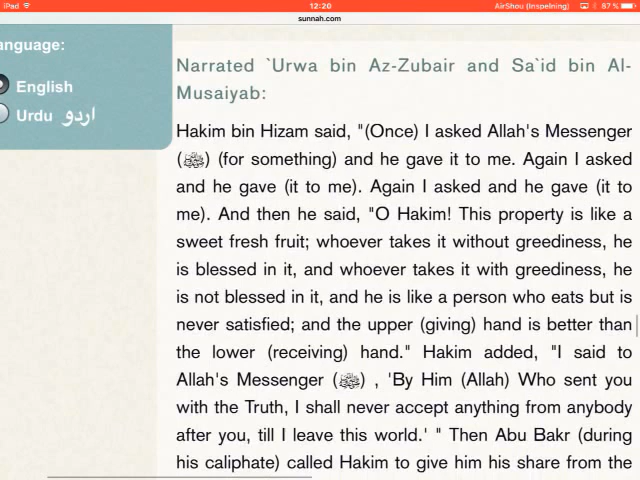 iPad 12:20 AirShou (Inspelning) 87 %
sunnah.com
anguage:
English
Urdu اردو
Narrated `Urwa bin Az-Zubair and Sa`id bin Al-
Musaiyab:
Hakim bin Hizam said, "(Once) I asked Allah's Messenger
(ﷺ) (for something) and he gave it to me. Again I asked
and he gave (it to me). Again I asked and he gave (it to
me). And then he said, "O Hakim! This property is like a
sweet fresh fruit; whoever takes it without greediness, he
is blessed in it, and whoever takes it with greediness, he
is not blessed in it, and he is like a person who eats but is
never satisfied; and the upper (giving) hand is better than
the lower (receiving) hand." Hakim added, "I said to
Allah's Messenger (ﷺ) , 'By Him (Allah) Who sent you
with the Truth, I shall never accept anything from anybody
after you, till I leave this world.' " Then Abu Bakr (during
his caliphate) called Hakim to give him his share from the